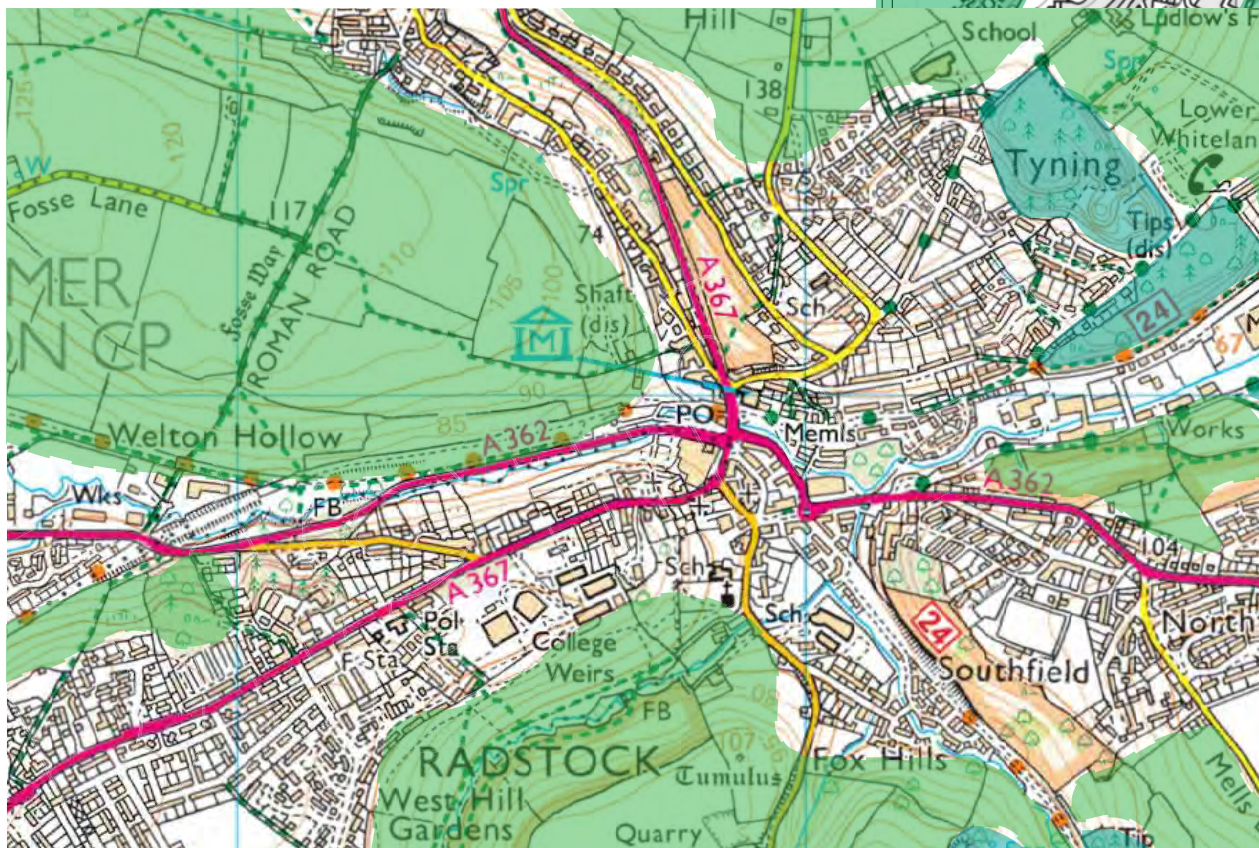 Hill
School
Ludlow's F
Spr
125
138
120
Lower
Whitelan
W
Tyning
Spr
Fosse Lane
117
Tips
(dis)
ROMAN ROAD
Fosse Way
110
74
A 367
MER
105
100
Shaft
(dis)
Sch
24
N CP
M
67
90
PO
85
A 362
Memls
Welton Hollow
Works
Wks
FB
A 362
104
A 367
Sch
Pol
Sta
F Sta
College
Sch
24
North
Weirs
Southfield
FB
RADSTOCK
107
Tumulus
Fox Hills
Mells
West Hill
Gardens
Quarry
Tip